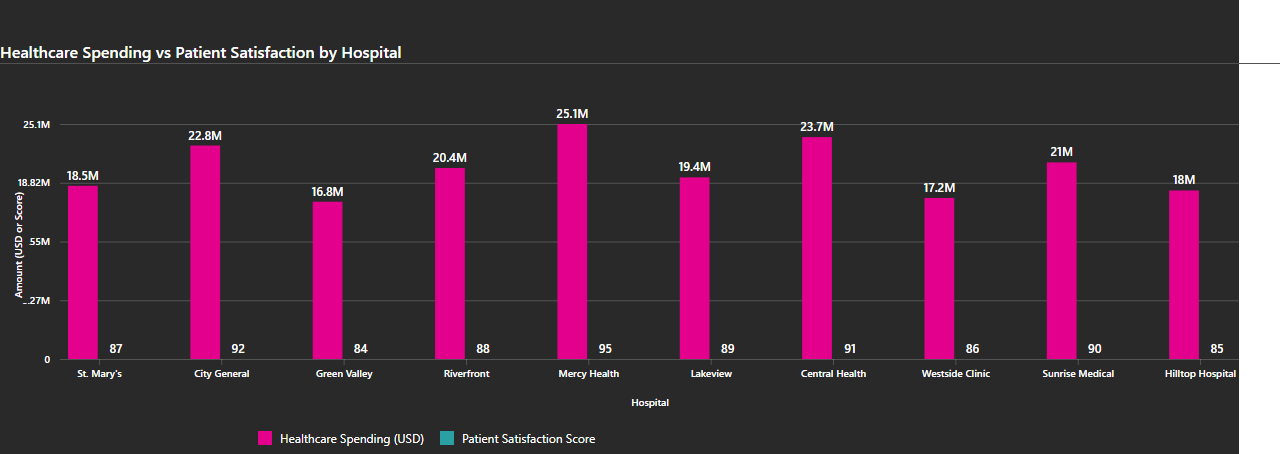 Healthcare Spending vs Patient Satisfaction by Hospital
25.1M
18.82M
55M
.27M
0
Amount (USD or Score)
18.5M
22.8M
16.8M
20.4M
25.1M
19.4M
23.7M
17.2M
21M
18M
87
92
84
88
95
89
91
86
90
85
St. Mary's
City General
Green Valley
Riverfront
Mercy Health
Lakeview
Central Health
Westside Clinic
Sunrise Medical
Hilltop Hospital
Hospital
Healthcare Spending (USD)
Patient Satisfaction Score